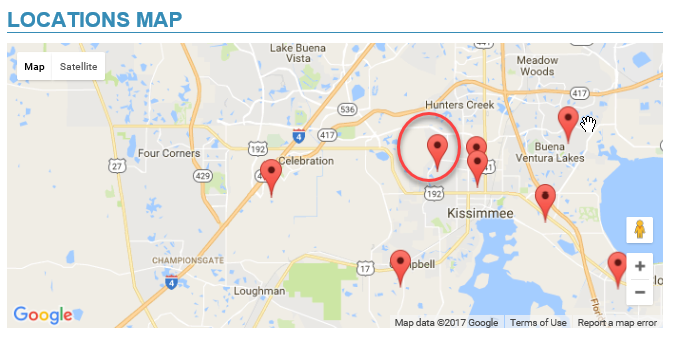 LOCATIONS MAP
Map Satellite
Lake Buena
Vista
Meadow
Woods
417
536
Hunters Creek
4
417
192
Four Corners
Celebration
Buena
Ventura Lakes
27
429
192
Kissimmee
CHAMPIONSGATE
17
4
Loughman
Google
Map data ©2017 Google Terms of Use Report a map error